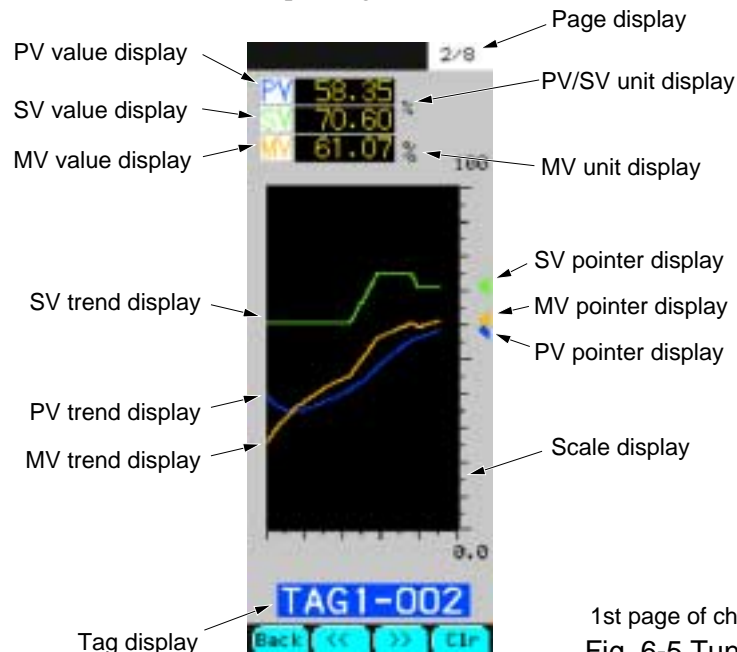 Page display
PV value display
2/8
PV 58.35
PV/SV unit display
%
SV value display
SV 70.60
MV value display
MV 61.07 %
MV unit display
100
SV pointer display
SV trend display
MV pointer display
PV pointer display
PV trend display
MV trend display
Scale display
0.0
TAG1-002
1st page of ch
Tag display
Back << >> Clr
Fig. 6-5 Tun